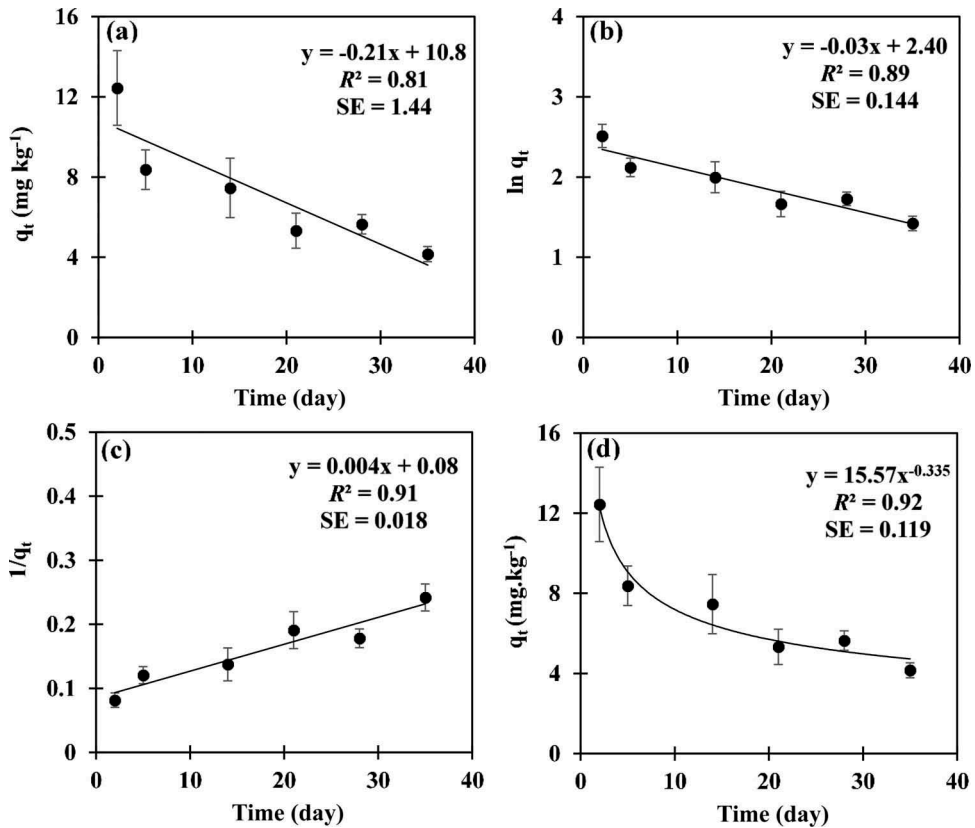 (a)
y = -0.21x + 10.8
R² = 0.81
SE = 1.44
16
12
8
4
0
qt (mg kg⁻¹)
0 10 20 30 40
Time (day)
(b)
y = -0.03x + 2.40
R² = 0.89
SE = 0.144
4
3
2
1
0
ln qt
0 10 20 30 40
Time (day)
(c)
y = 0.004x + 0.08
R² = 0.91
SE = 0.018
0.5
0.4
0.3
0.2
0.1
0
1/qt
0 10 20 30 40
Time (day)
(d)
y = 15.57x⁻⁰·³³⁵
R² = 0.92
SE = 0.119
16
12
8
4
0
qt (mg.kg⁻¹)
0 10 20 30 40
Time (day)